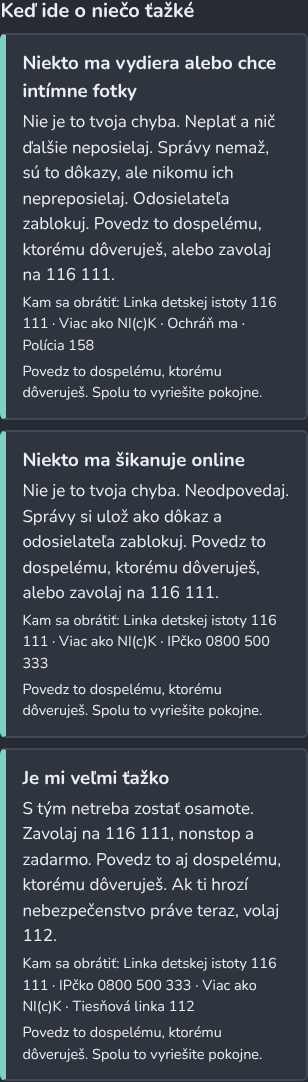 Keď ide o niečo ťažké
Niekto ma vydiera alebo chce
intímne fotky
Nie je to tvoja chyba. Neplať a nič
ďalšie neposielaj. Správy nemaž,
sú to dôkazy, ale nikomu ich
nepreposielaj. Odosielateľa
zablokuj. Povedz to dospelému,
ktorému dôveruješ, alebo zavolaj
na 116 111.
Kam sa obrátiť: Linka detskej istoty 116
111 · Viac ako NI(c)K · Ochráň ma ·
Polícia 158
Povedz to dospelému, ktorému
dôveruješ. Spolu to vyriešite pokojne.
Niekto ma šikanuje online
Nie je to tvoja chyba. Neodpovedaj.
Správy si ulož ako dôkaz a
odosielateľa zablokuj. Povedz to
dospelému, ktorému dôveruješ,
alebo zavolaj na 116 111.
Kam sa obrátiť: Linka detskej istoty 116
111 · Viac ako NI(c)K · IPčko 0800 500
333
Povedz to dospelému, ktorému
dôveruješ. Spolu to vyriešite pokojne.
Je mi veľmi ťažko
S tým netreba zostať osamote.
Zavolaj na 116 111, nonstop a
zadarmo. Povedz to aj dospelému,
ktorému dôveruješ. Ak ti hrozí
nebezpečenstvo práve teraz, volaj
112.
Kam sa obrátiť: Linka detskej istoty 116
111 · IPčko 0800 500 333 · Viac ako
NI(c)K · Tiesňová linka 112
Povedz to dospelému, ktorému
dôveruješ. Spolu to vyriešite pokojne.